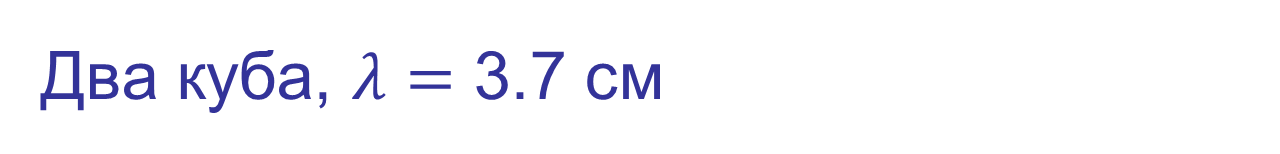 Два куба, λ = 3.7 см